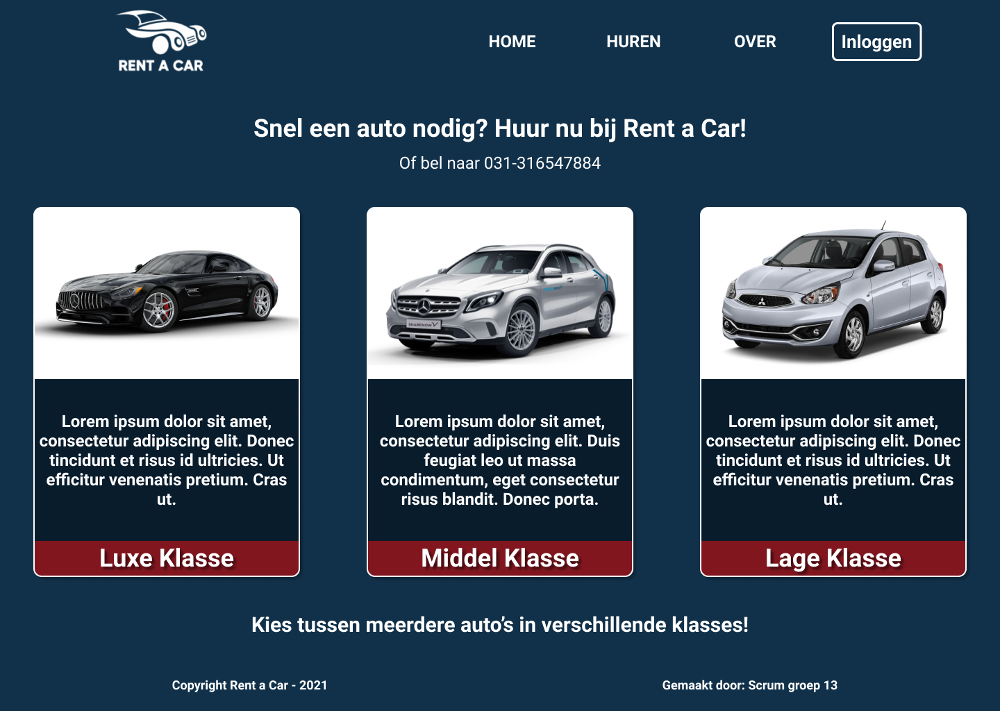 RENT A CAR
HOME
HUREN
OVER
Inloggen
Snel een auto nodig? Huur nu bij Rent a Car!
Of bel naar 031-316547884
SHARENOW
Lorem ipsum dolor sit amet,
consectetur adipiscing elit. Donec
tincidunt et risus id ultricies. Ut
efficitur venenatis pretium. Cras
ut.
Luxe Klasse
Lorem ipsum dolor sit amet,
consectetur adipiscing elit. Duis
feugiat leo ut massa
condimentum, eget consectetur
risus blandit. Donec porta.
Middel Klasse
Lorem ipsum dolor sit amet,
consectetur adipiscing elit. Donec
tincidunt et risus id ultricies. Ut
efficitur venenatis pretium. Cras
ut.
Lage Klasse
Kies tussen meerdere auto’s in verschillende klasses!
Copyright Rent a Car - 2021
Gemaakt door: Scrum groep 13